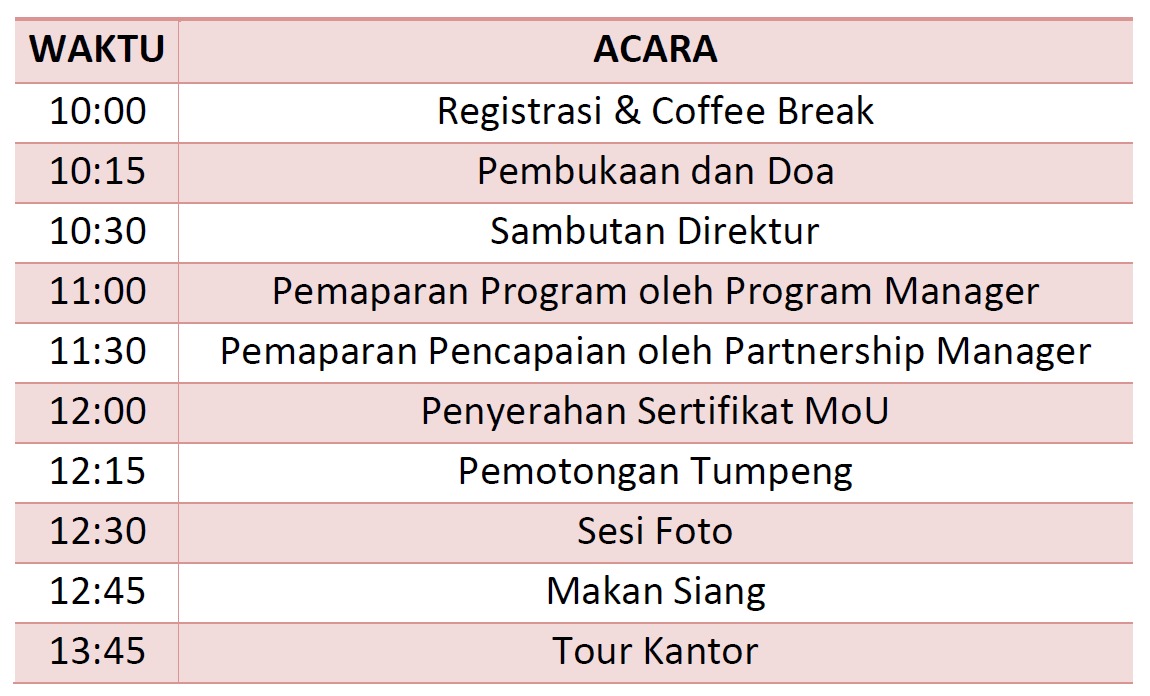 WAKTU ACARA
10:00 Registrasi & Coffee Break
10:15 Pembukaan dan Doa
10:30 Sambutan Direktur
11:00 Pemaparan Program oleh Program Manager
11:30 Pemaparan Pencapaian oleh Partnership Manager
12:00 Penyerahan Sertifikat MoU
12:15 Pemotongan Tumpeng
12:30 Sesi Foto
12:45 Makan Siang
13:45 Tour Kantor